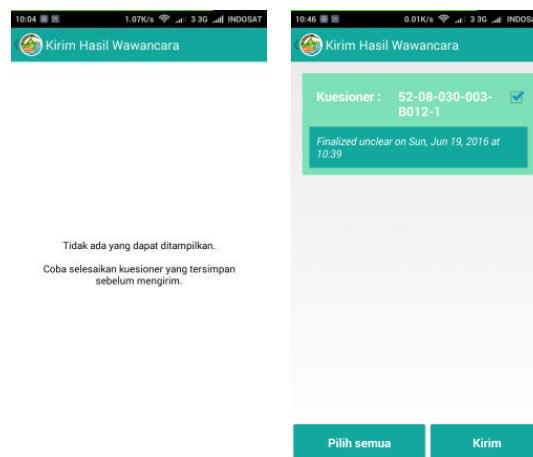 10:04 1.07K/s 3 3G INDOSAT
Kirim Hasil Wawancara
Tidak ada yang dapat ditampilkan.
Coba selesaikan kuesioner yang tersimpan
sebelum mengirim.
10:46 0.01K/s 3 3G INDOSA
Kirim Hasil Wawancara
Kuesioner : 52-08-030-003-
B012-1
Finalized unclear on Sun, Jun 19, 2016 at
10:39
Pilih semua Kirim